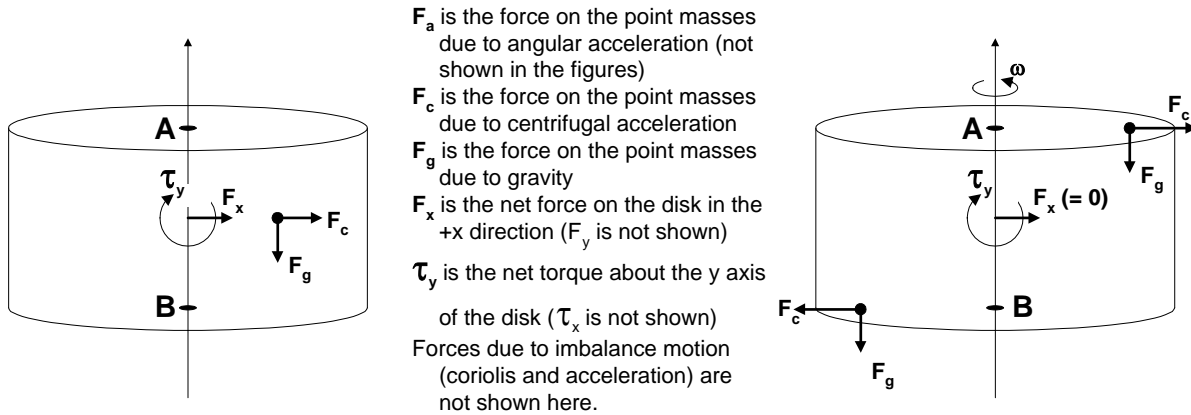 A
τy
Fx
Fc
Fg
B
Fa is the force on the point masses
due to angular acceleration (not
shown in the figures)
Fc is the force on the point masses
due to centrifugal acceleration
Fg is the force on the point masses
due to gravity
Fx is the net force on the disk in the
+x direction (Fy is not shown)
τy is the net torque about the y axis
of the disk (τx is not shown)
Forces due to imbalance motion
(coriolis and acceleration) are
not shown here.
ω
Fc
A
Fg
τy
Fx (= 0)
Fc
B
Fg